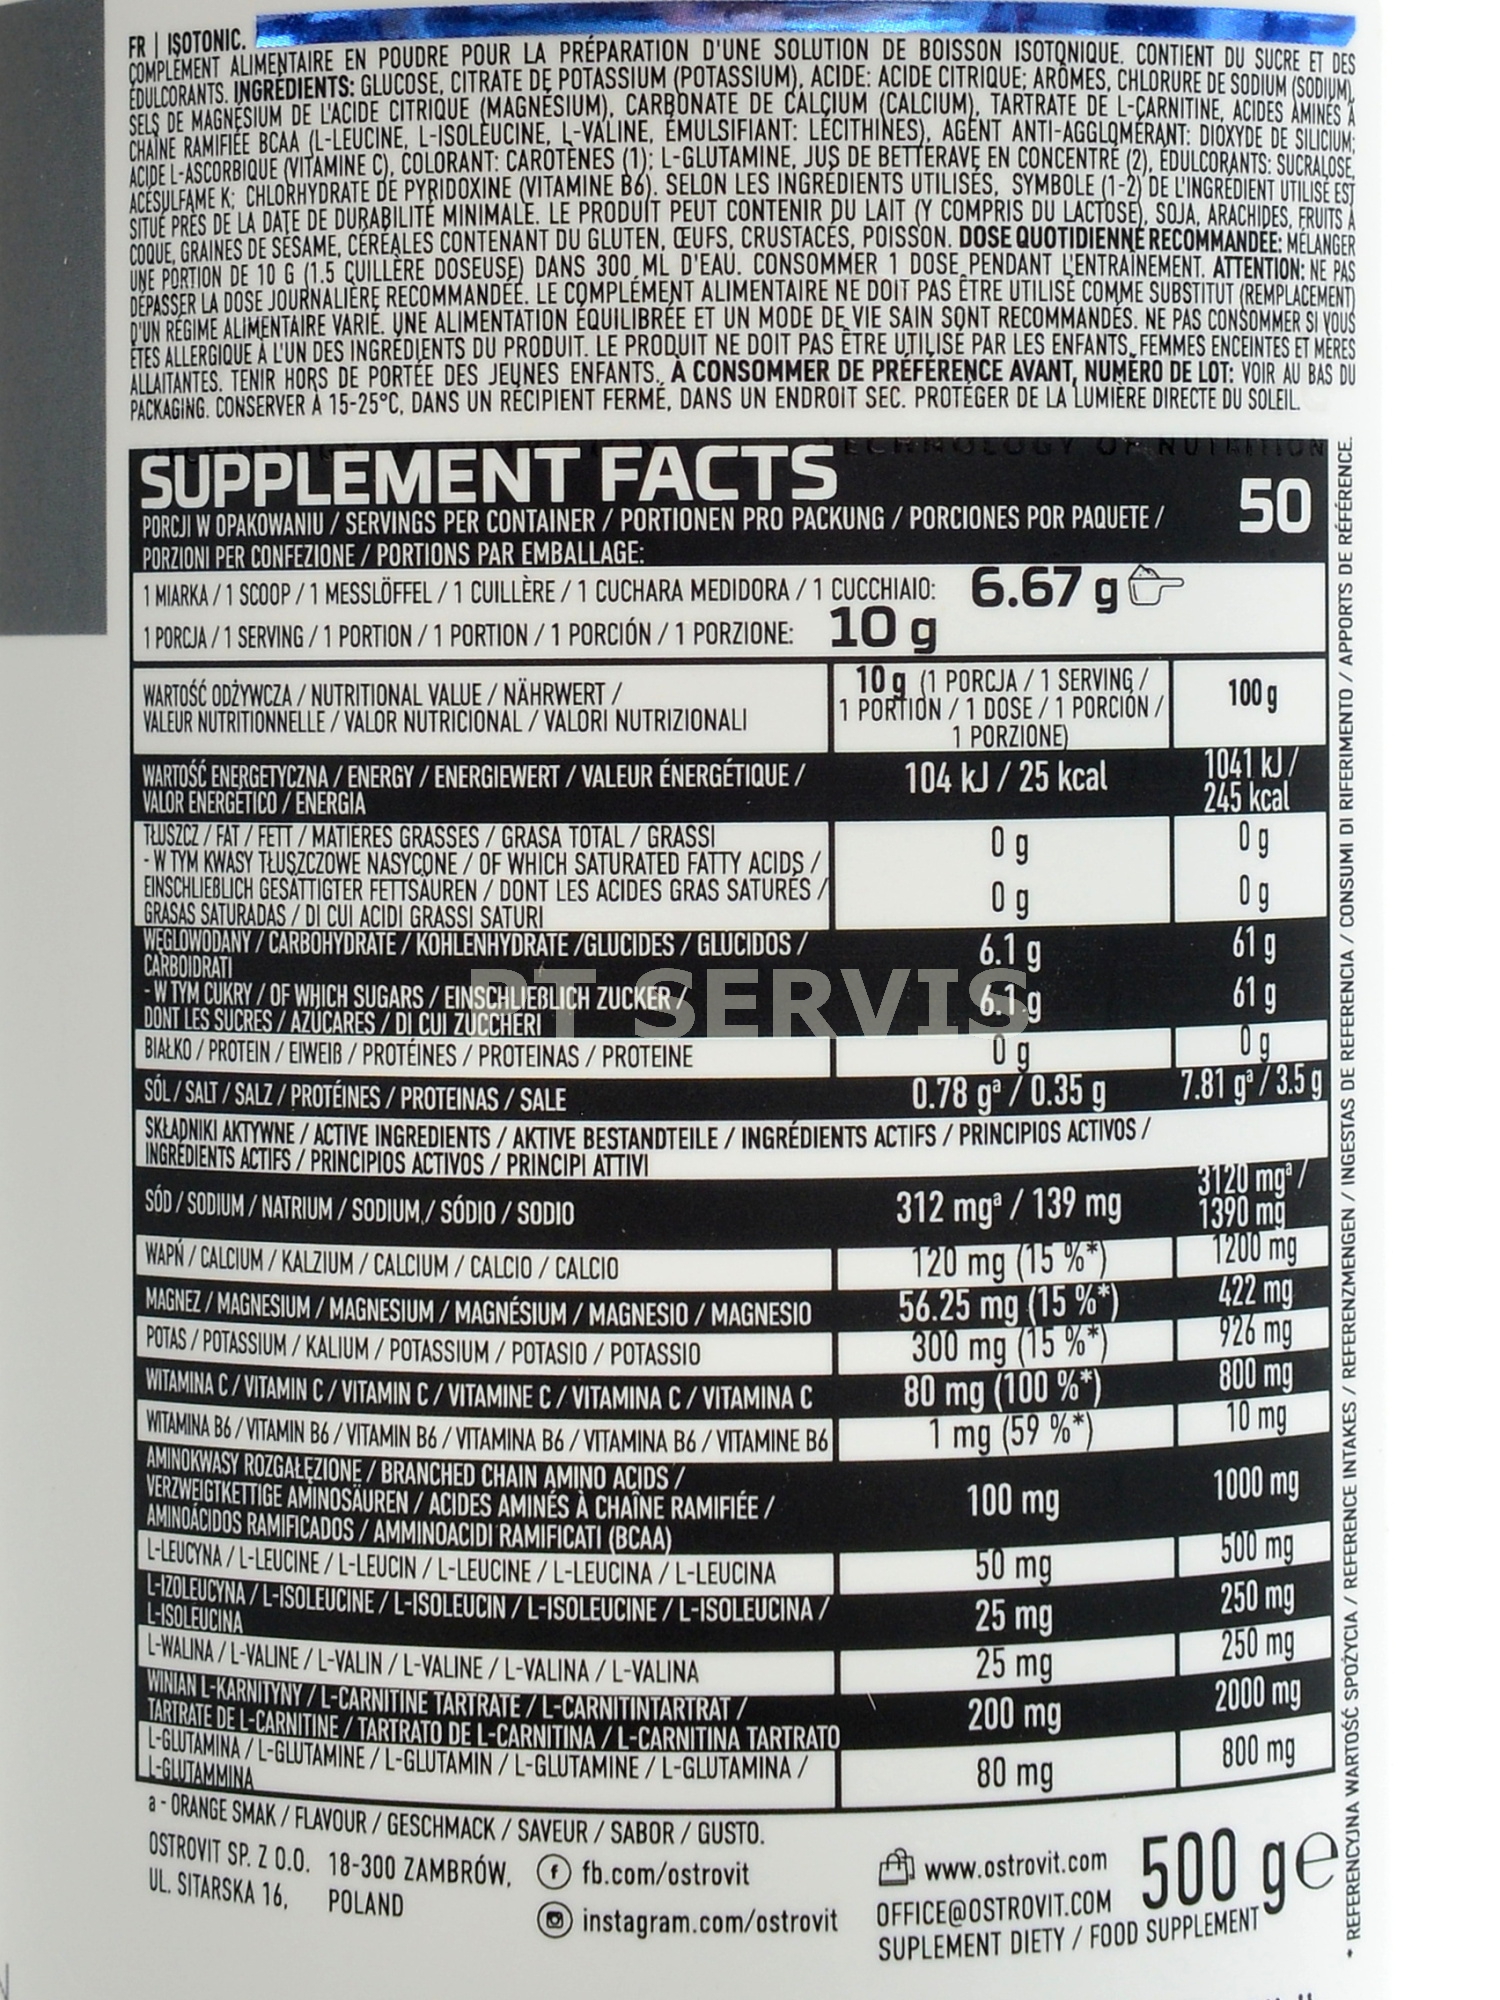 FR | ISOTONIC.
COMPLÉMENT ALIMENTAIRE EN POUDRE POUR LA PRÉPARATION D'UNE SOLUTION DE BOISSON ISOTONIQUE. CONTIENT DU SUCRE ET DES
ÉDULCORANTS. INGRÉDIENTS: GLUCOSE, CITRATE DE POTASSIUM (POTASSIUM), ACIDE: ACIDE CITRIQUE; ARÔMES, CHLORURE DE SODIUM (SODIUM),
SELS DE MAGNÉSIUM DE L'ACIDE CITRIQUE (MAGNÉSIUM), CARBONATE DE CALCIUM (CALCIUM), TARTRATE DE L-CARNITINE, ACIDES AMINÉS À
CHAÎNE RAMIFIÉE BCAA (L-LEUCINE, L-ISOLEUCINE, L-VALINE, ÉMULSIFIANT: LÉCITHINES), AGENT ANTI-AGGLOMÉRANT: DIOXYDE DE SILICIUM;
ACIDE L-ASCORBIQUE (VITAMINE C), COLORANT: CAROTÈNES (1); L-GLUTAMINE, JUS DE BETTERAVE EN CONCENTRÉ (2), ÉDULCORANTS: SUCRALOSE,
ACÉSULFAME K; CHLORHYDRATE DE PYRIDOXINE (VITAMINE B6). SELON LES INGRÉDIENTS UTILISÉS, SYMBOLE (1-2) DE L'INGRÉDIENT UTILISÉ EST
SITUÉ PRÈS DE LA DATE DE DURABILITÉ MINIMALE. LE PRODUIT PEUT CONTENIR DU LAIT (Y COMPRIS DU LACTOSE), SOJA, ARACHIDES, FRUITS À
COQUE, GRAINES DE SÉSAME, CÉRÉALES CONTENANT DU GLUTEN, ŒUFS, CRUSTACÉS, POISSON. DOSE QUOTIDIENNE RECOMMANDÉE: MÉLANGER
UNE PORTION DE 10 G (1.5 CUILLÈRE DOSEUSE) DANS 300 ML D'EAU. CONSOMMER 1 DOSE PENDANT L'ENTRAÎNEMENT. ATTENTION: NE PAS
DÉPASSER LA DOSE JOURNALIÈRE RECOMMANDÉE. LE COMPLÉMENT ALIMENTAIRE NE DOIT PAS ÊTRE UTILISÉ COMME SUBSTITUT (REMPLACEMENT)
D'UN RÉGIME ALIMENTAIRE VARIÉ. UNE ALIMENTATION ÉQUILIBRÉE ET UN MODE DE VIE SAIN SONT RECOMMANDÉS. NE PAS CONSOMMER SI VOUS
ÊTES ALLERGIQUE À L'UN DES INGRÉDIENTS DU PRODUIT. LE PRODUIT NE DOIT PAS ÊTRE UTILISÉ PAR LES ENFANTS, FEMMES ENCEINTES ET MÈRES
ALLAITANTES. TENIR HORS DE PORTÉE DES JEUNES ENFANTS. À CONSOMMER DE PRÉFÉRENCE AVANT, NUMÉRO DE LOT: VOIR AU BAS DU
PACKAGING. CONSERVER À 15-25°C, DANS UN RÉCIPIENT FERMÉ, DANS UN ENDROIT SEC. PROTÉGER DE LA LUMIÈRE DIRECTE DU SOLEIL.
SUPPLEMENT FACTS
PORCJI W OPAKOWANIU / SERVINGS PER CONTAINER / PORTIONEN PRO PACKUNG / PORCIONES POR PAQUETE / 50
PORZIONI PER CONFEZIONE / PORTIONS PAR EMBALLAGE:
1 MIARKA / 1 SCOOP / 1 MESSLÖFFEL / 1 CUILLÈRE / 1 CUCHARA MEDIDORA / 1 CUCCHIAIO: 6.67 g
1 PORCJA / 1 SERVING / 1 PORTION / 1 PORTION / 1 PORCIÓN / 1 PORZIONE: 10 g
WARTOŚĆ ODŻYWCZA / NUTRITIONAL VALUE / NÄHRWERT /
VALEUR NUTRITIONNELLE / VALOR NUTRICIONAL / VALORI NUTRIZIONALI
10 g (1 PORCJA / 1 SERVING /
1 PORTION / 1 DOSE / 1 PORCIÓN /
1 PORZIONE)
100 g
WARTOŚĆ ENERGETYCZNA / ENERGY / ENERGIEWERT / VALEUR ÉNERGÉTIQUE /
VALOR ENERGÉTICO / ENERGIA
104 kJ / 25 kcal
1041 kJ /
245 kcal
TŁUSZCZ / FAT / FETT / MATIERES GRASSES / GRASA TOTAL / GRASSI 0 g 0 g
- W TYM KWASY TŁUSZCZOWE NASYCONE / OF WHICH SATURATED FATTY ACIDS /
EINSCHLIEBLICH GESÄTTIGTER FETTSÄUREN / DONT LES ACIDES GRAS SATURÉS / 0 g 0 g
GRASAS SATURADAS / DI CUI ACIDI GRASSI SATURI
WĘGLOWODANY / CARBOHYDRATE / KOHLENHYDRATE /GLUCIDES / GLUCIDOS / 6.1 g 61 g
CARBOIDRATI
- W TYM CUKRY / OF WHICH SUGARS / EINSCHLIEBLICH ZUCKER / 6.1 g 61 g
DONT LES SUCRES / AZÚCARES / DI CUI ZUCCHERI
PT SERVIS
BIAŁKO / PROTEIN / EIWEIß / PROTÉINES / PROTEINAS / PROTEINE 0 g 0 g
SÓL / SALT / SALZ / PROTÉINES / PROTEINAS / SALE 0.78 gª / 0.35 g 7.81 gª / 3.5 g
SKŁADNIKI AKTYWNE / ACTIVE INGREDIENTS / AKTIVE BESTANDTEILE / INGRÉDIENTS ACTIFS / PRINCIPIOS ACTIVOS /
INGRÉDIENTS ACTIFS / PRINCIPIOS ACTIVOS / PRINCIPI ATTIVI
SÓD / SODIUM / NATRIUM / SODIUM / SÓDIO / SODIO 312 mgª / 139 mg
3120 mgª /
1390 mg
WAPŃ / CALCIUM / KALZIUM / CALCIUM / CALCIO / CALCIO 120 mg (15 %*) 1200 mg
MAGNEZ / MAGNESIUM / MAGNESIUM / MAGNÉSIUM / MAGNESIO / MAGNESIO 56.25 mg (15 %*) 422 mg
POTAS / POTASSIUM / KALIUM / POTASSIUM / POTASIO / POTASSIO 300 mg (15 %*) 926 mg
WITAMINA C / VITAMIN C / VITAMIN C / VITAMINE C / VITAMINA C / VITAMINA C 80 mg (100 %*) 800 mg
WITAMINA B6 / VITAMIN B6 / VITAMIN B6 / VITAMINA B6 / VITAMINA B6 / VITAMINE B6 1 mg (59 %*) 10 mg
AMINOKWASY ROZGAŁĘZIONE / BRANCHED CHAIN AMINO ACIDS /
VERZWEIGTKETTIGE AMINOSÄUREN / ACIDES AMINÉS À CHAÎNE RAMIFIÉE / 100 mg 1000 mg
AMINOÁCIDOS RAMIFICADOS / AMMINOACIDI RAMIFICATI (BCAA)
L-LEUCYNA / L-LEUCINE / L-LEUCIN / L-LEUCINE / L-LEUCINA / L-LEUCINA 50 mg 500 mg
L-IZOLEUCYNA / L-ISOLEUCINE / L-ISOLEUCIN / L-ISOLEUCINE / L-ISOLEUCINA / 25 mg 250 mg
L-ISOLEUCINA
L-WALINA / L-VALINE / L-VALIN / L-VALINE / L-VALINA / L-VALINA 25 mg 250 mg
WINIAN L-KARNITYNY / L-CARNITINE TARTRATE / L-CARNITINTARTRAT / 200 mg 2000 mg
TARTRATE DE L-CARNITINE / TARTRATO DE L-CARNITINA / L-CARNITINA TARTRATO
L-GLUTAMINA / L-GLUTAMINE / L-GLUTAMIN / L-GLUTAMINE / L-GLUTAMINA / 80 mg 800 mg
L-GLUTAMMINA
a - ORANGE SMAK / FLAVOUR / GESCHMACK / SAVEUR / SABOR / GUSTO.
OSTROVIT SP. Z O.O. 18-300 ZAMBRÓW,
UL. SITARSKA 16, POLAND
fb.com/ostrovit
instagram.com/ostrovit
www.ostrovit.com
OFFICE@OSTROVIT.COM
SUPLEMENT DIETY / FOOD SUPPLEMENT
500 g e
* REFERENCYJNA WARTOŚĆ SPOŻYCIA / REFERENCE INTAKES / REFERENZMENGEN / INGESTAS DE REFERENCIA / CONSUMI DI RIFERIMENTO / APPORTS DE RÉFÉRENCE.